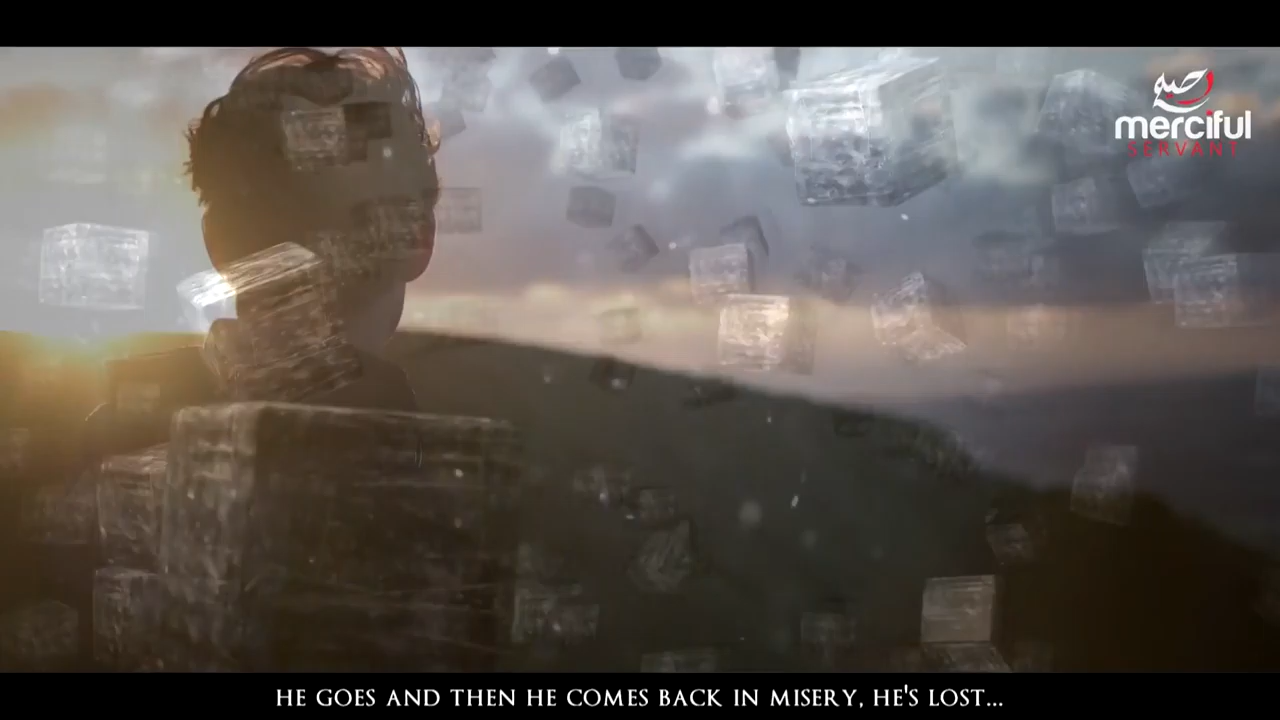 merciful
SERVANT
HE GOES AND THEN HE COMES BACK IN MISERY, HE'S LOST...